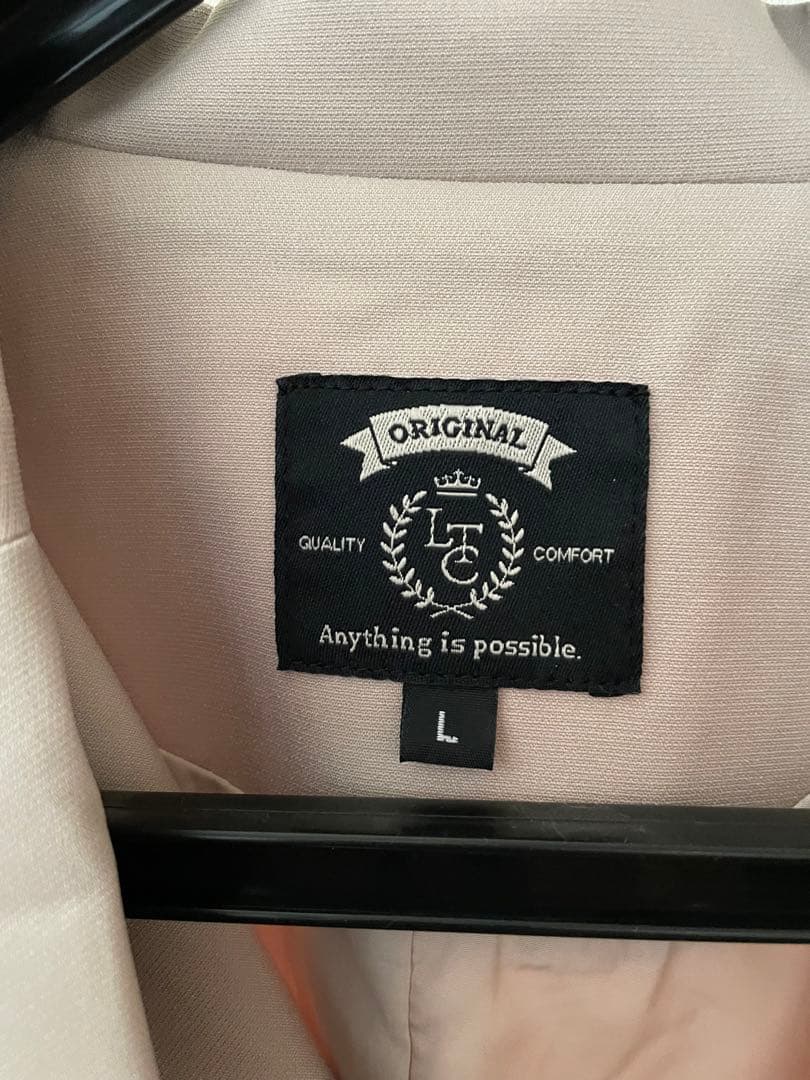 ORIGINAL
LTC
QUALITY COMFORT
Anything is possible.
L